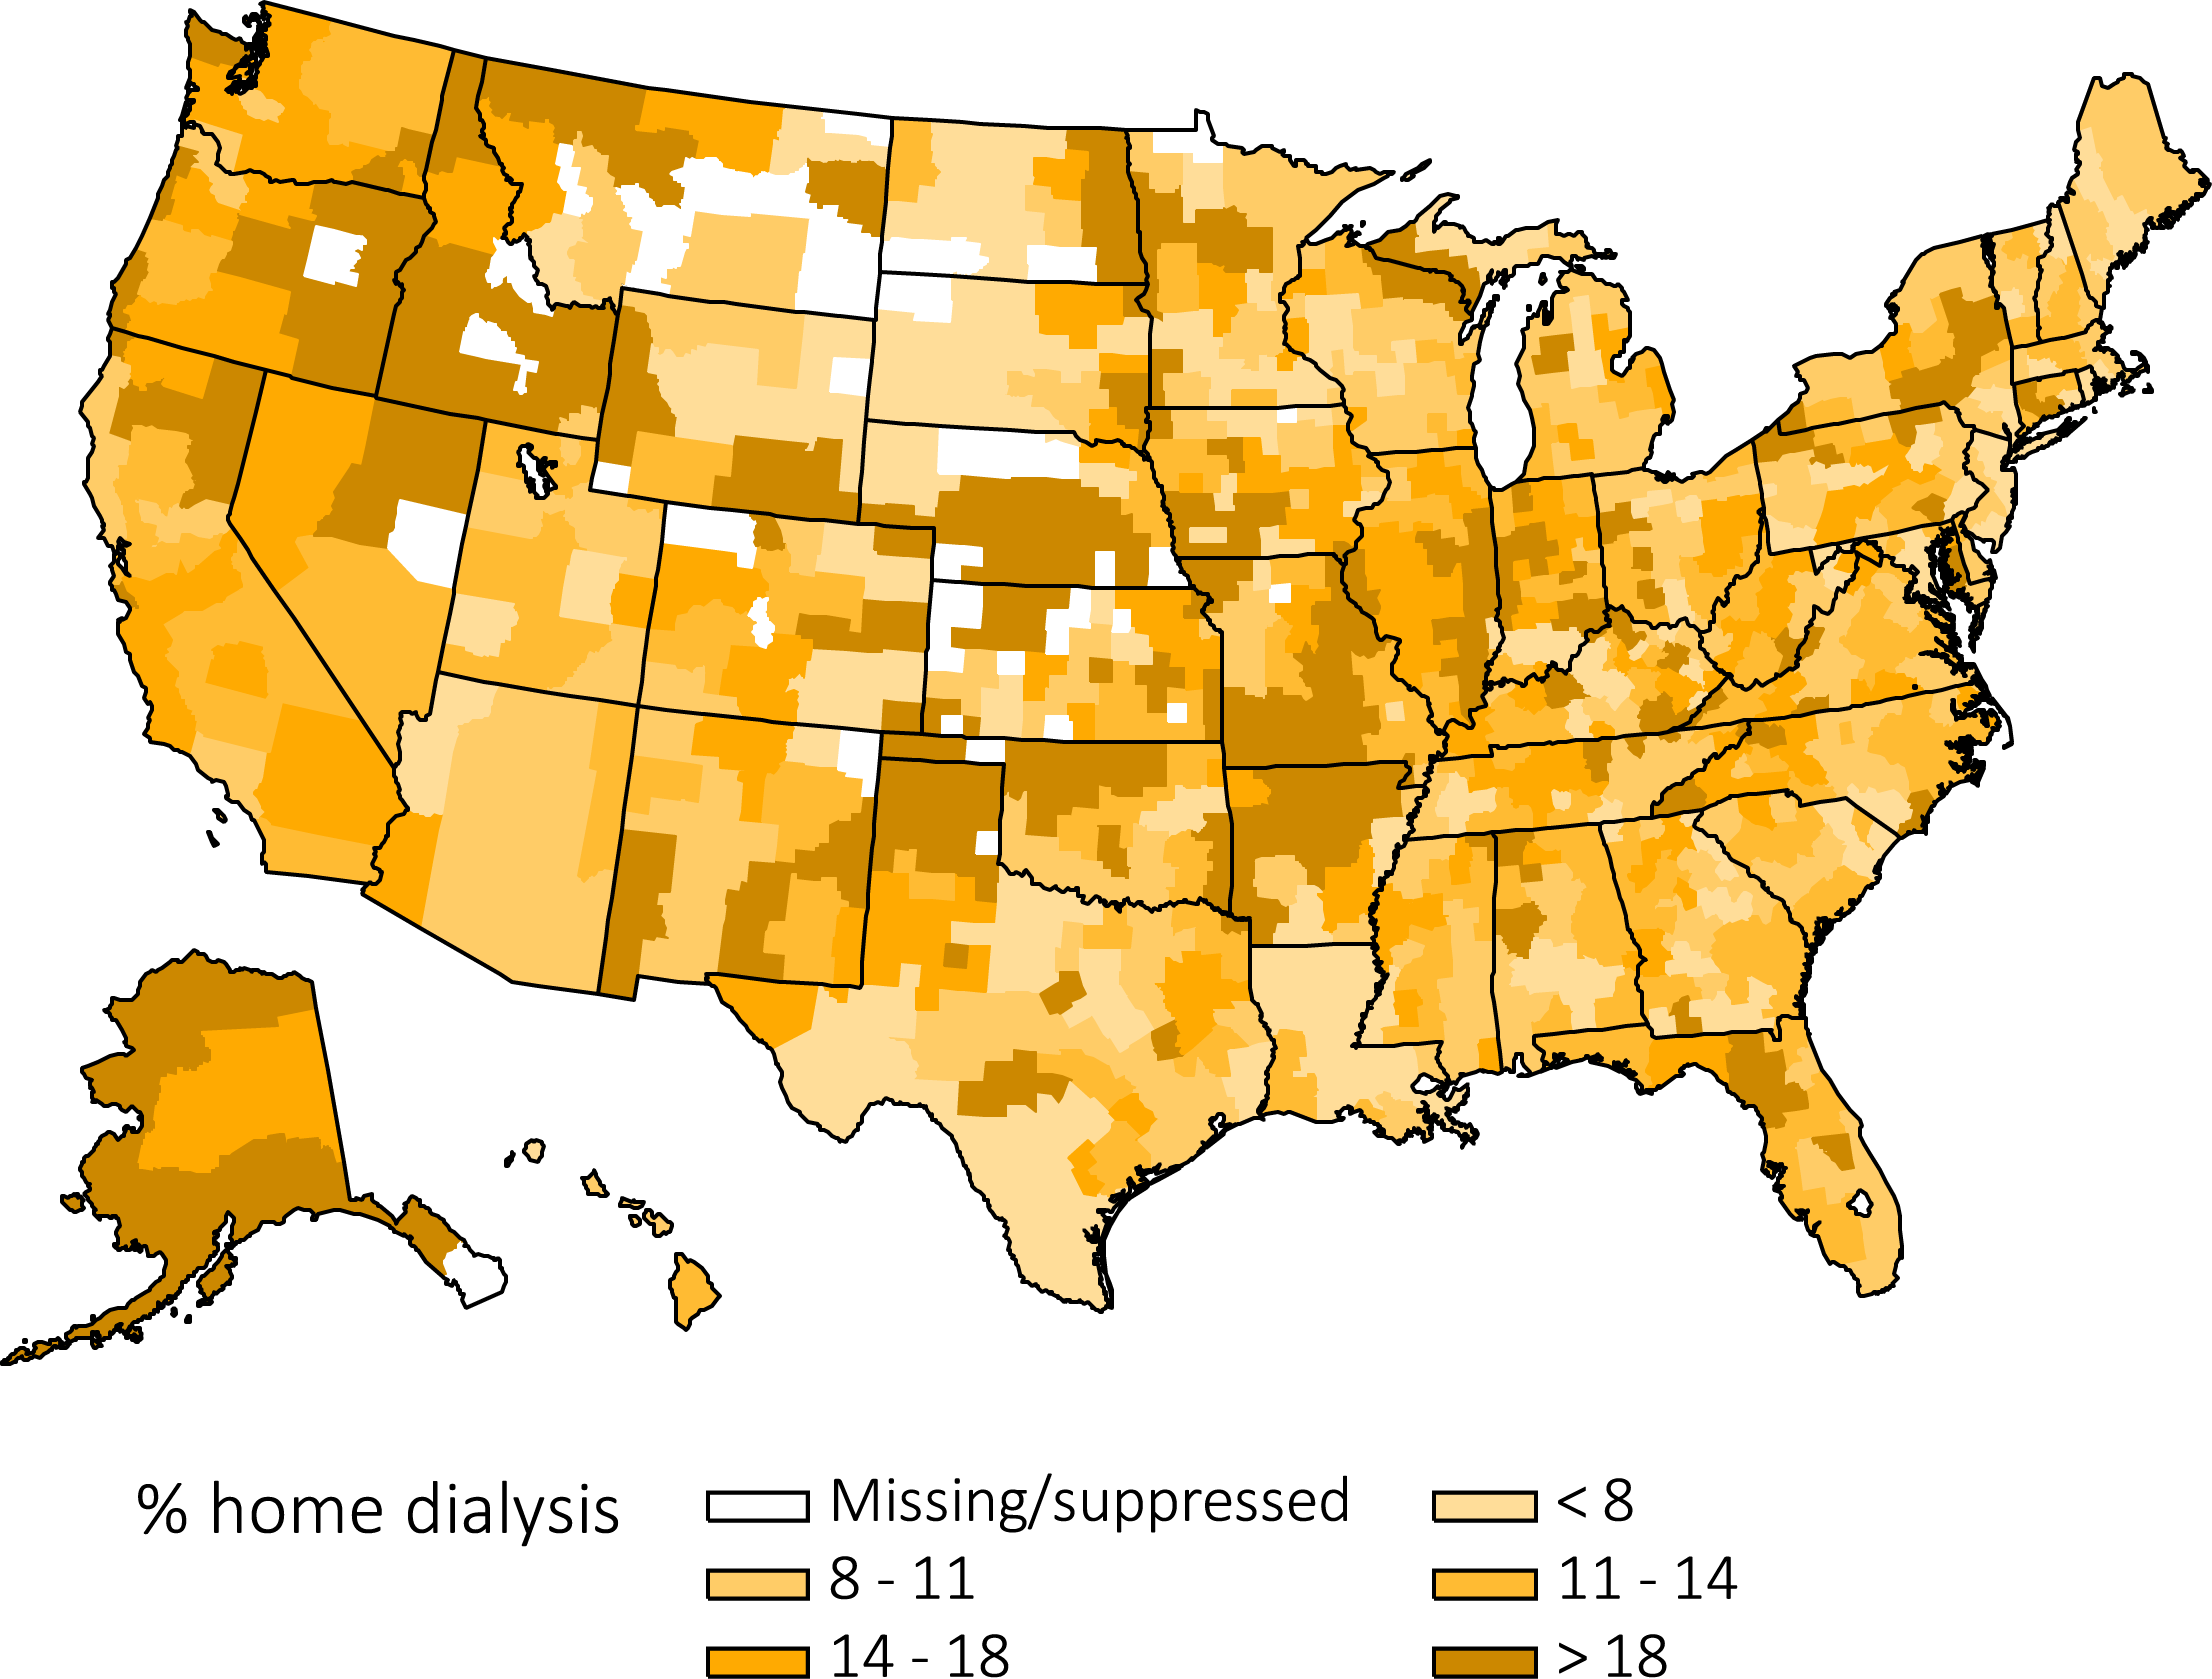 % home dialysis
Missing/suppressed
< 8
8 - 11
11 - 14
14 - 18
> 18